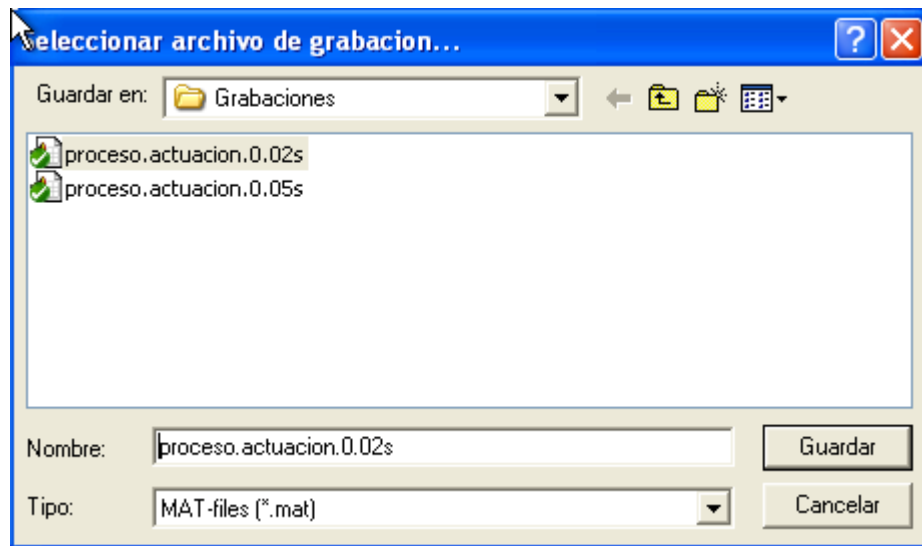 Seleccionar archivo de grabacion...
Guardar en: Grabaciones
proceso.actuacion.0.02s
proceso.actuacion.0.05s
Nombre: proceso.actuacion.0.02s Guardar
Tipo: MAT-files (*.mat) Cancelar